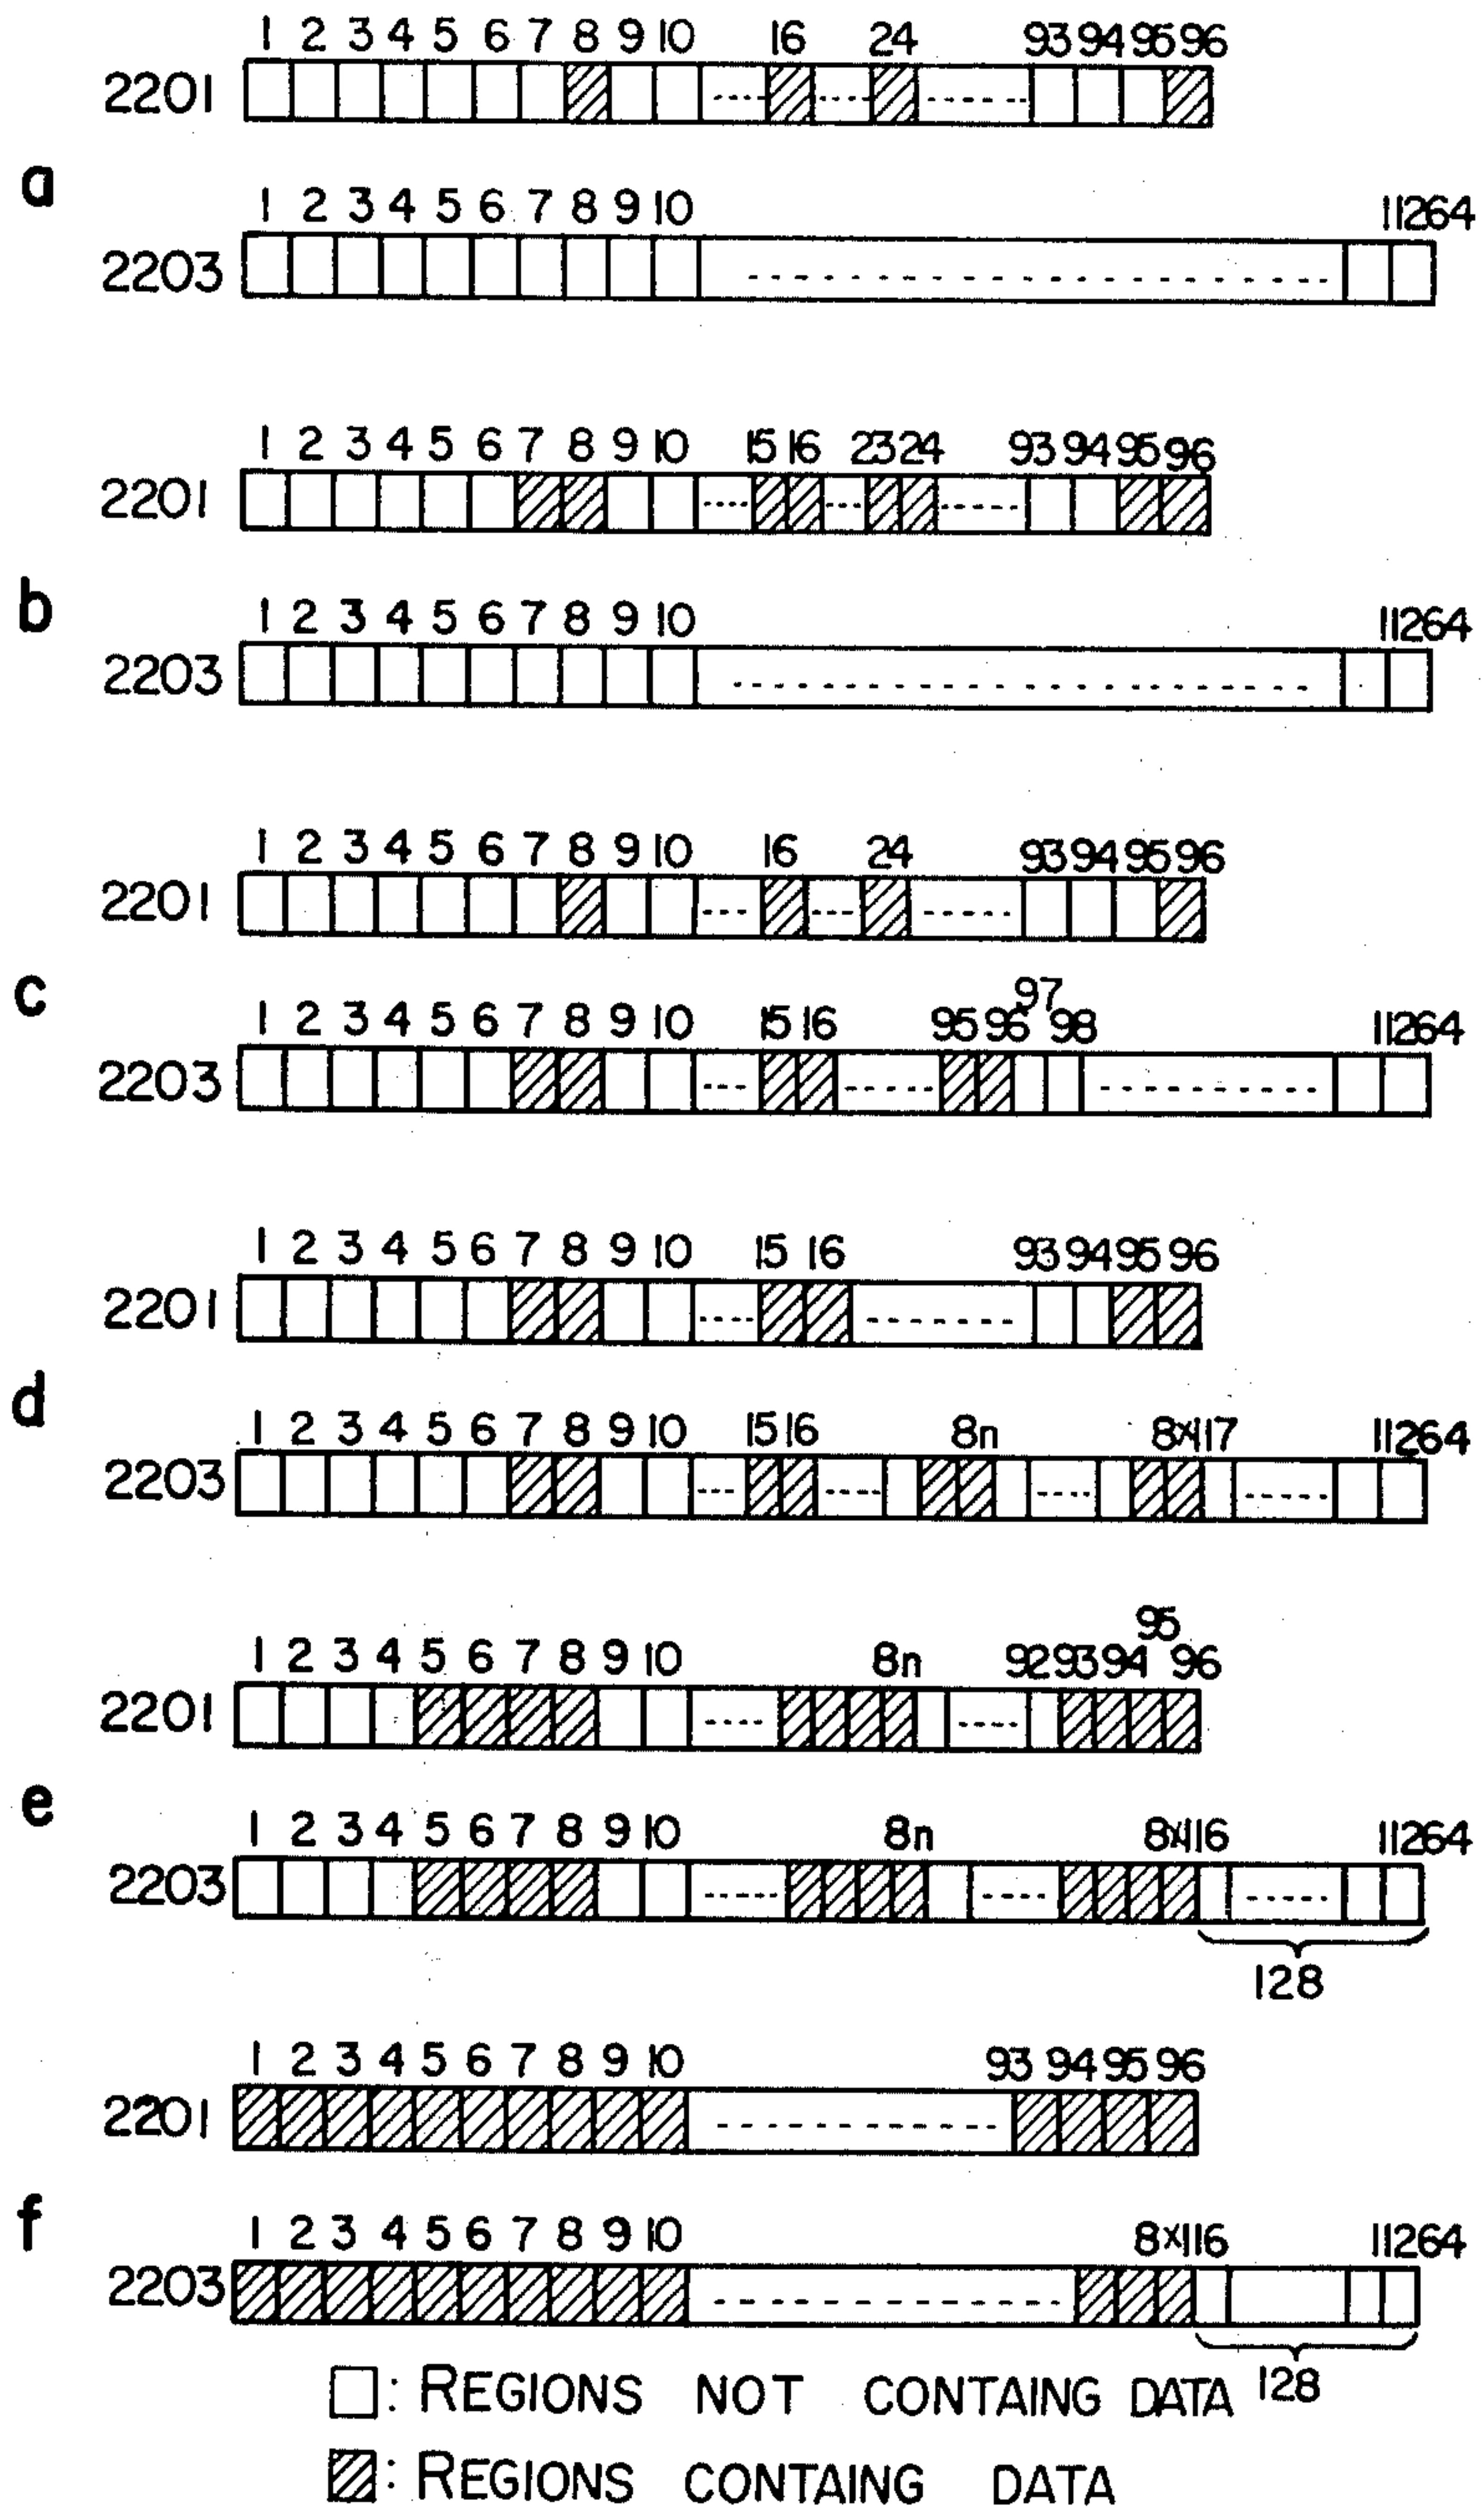 1 2 3 4 5 6 7 8 9 10 16 24 93 94 95 96
2201
a
1 2 3 4 5 6 7 8 9 10 11264
2203
1 2 3 4 5 6 7 8 9 10 15 16 23 24 93 94 95 96
2201
b
1 2 3 4 5 6 7 8 9 10 11264
2203
1 2 3 4 5 6 7 8 9 10 16 24 93 94 95 96
2201
c
97
1 2 3 4 5 6 7 8 9 10 15 16 95 96 98 11264
2203
1 2 3 4 5 6 7 8 9 10 15 16 93 94 95 96
2201
d
1 2 3 4 5 6 7 8 9 10 15 16 8n 8×117 11264
2203
95
1 2 3 4 5 6 7 8 9 10 8n 92 93 94 96
2201
e
1 2 3 4 5 6 7 8 9 10 8n 8×116 11264
2203
128
1 2 3 4 5 6 7 8 9 10 93 94 95 96
2201
f
1 2 3 4 5 6 7 8 9 10 8×116 11264
2203
128
: REGIONS NOT CONTAING DATA
: REGIONS CONTAING DATA